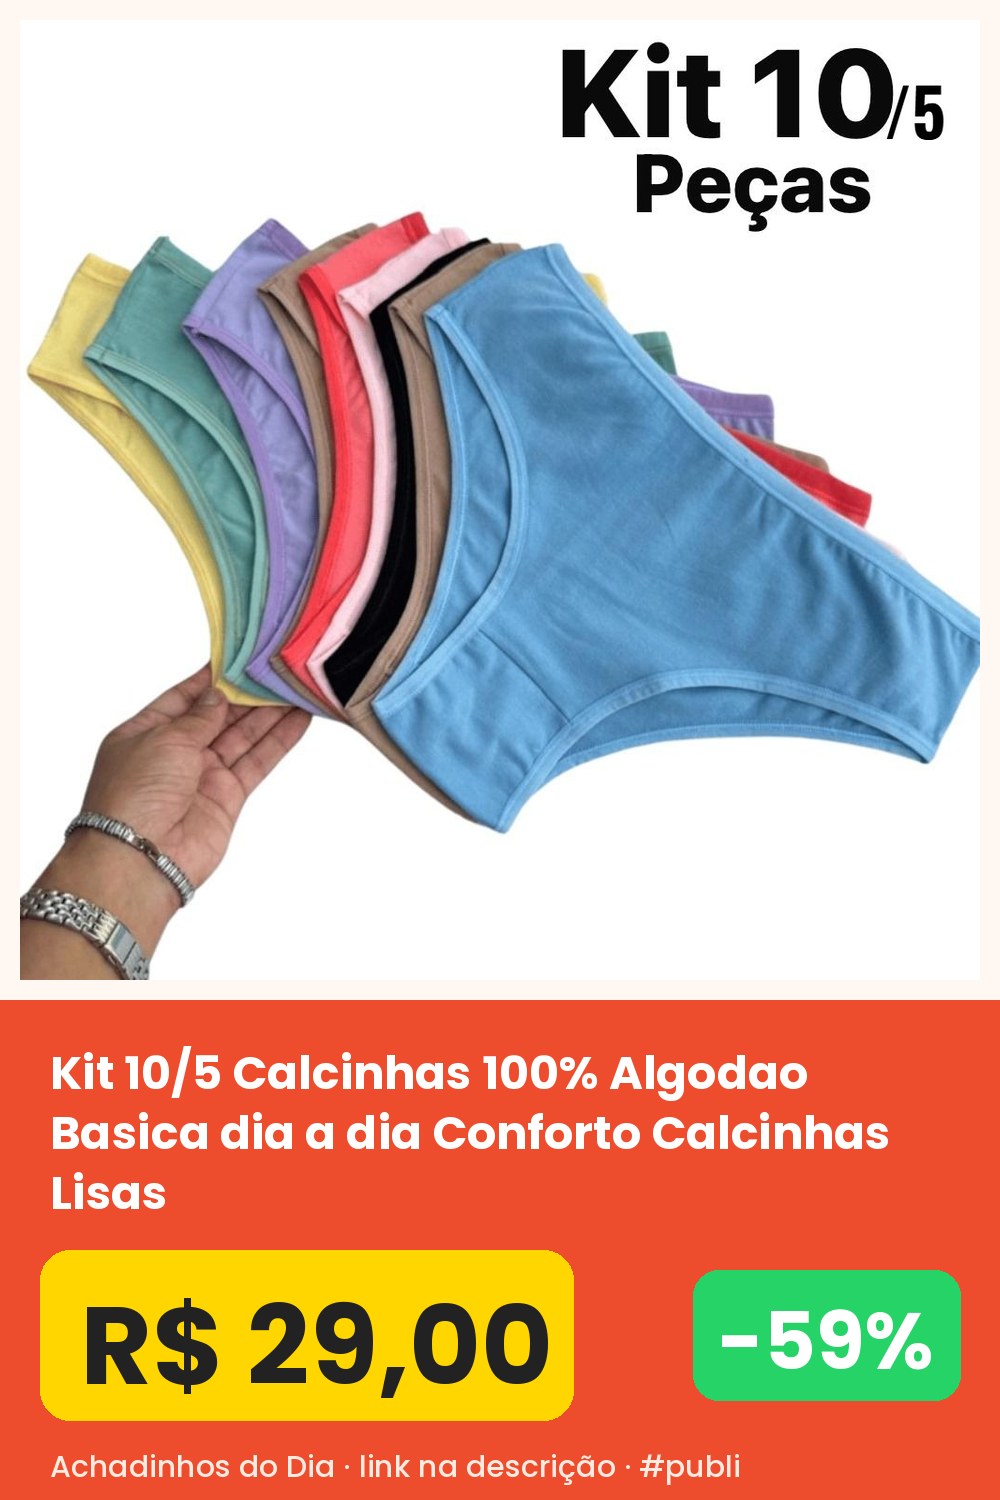 Kit 10/5
Peças
Kit 10/5 Calcinhas 100% Algodao
Basica dia a dia Conforto Calcinhas
Lisas
R$ 29,00
-59%
Achadinhos do Dia · link na descrição · #publi